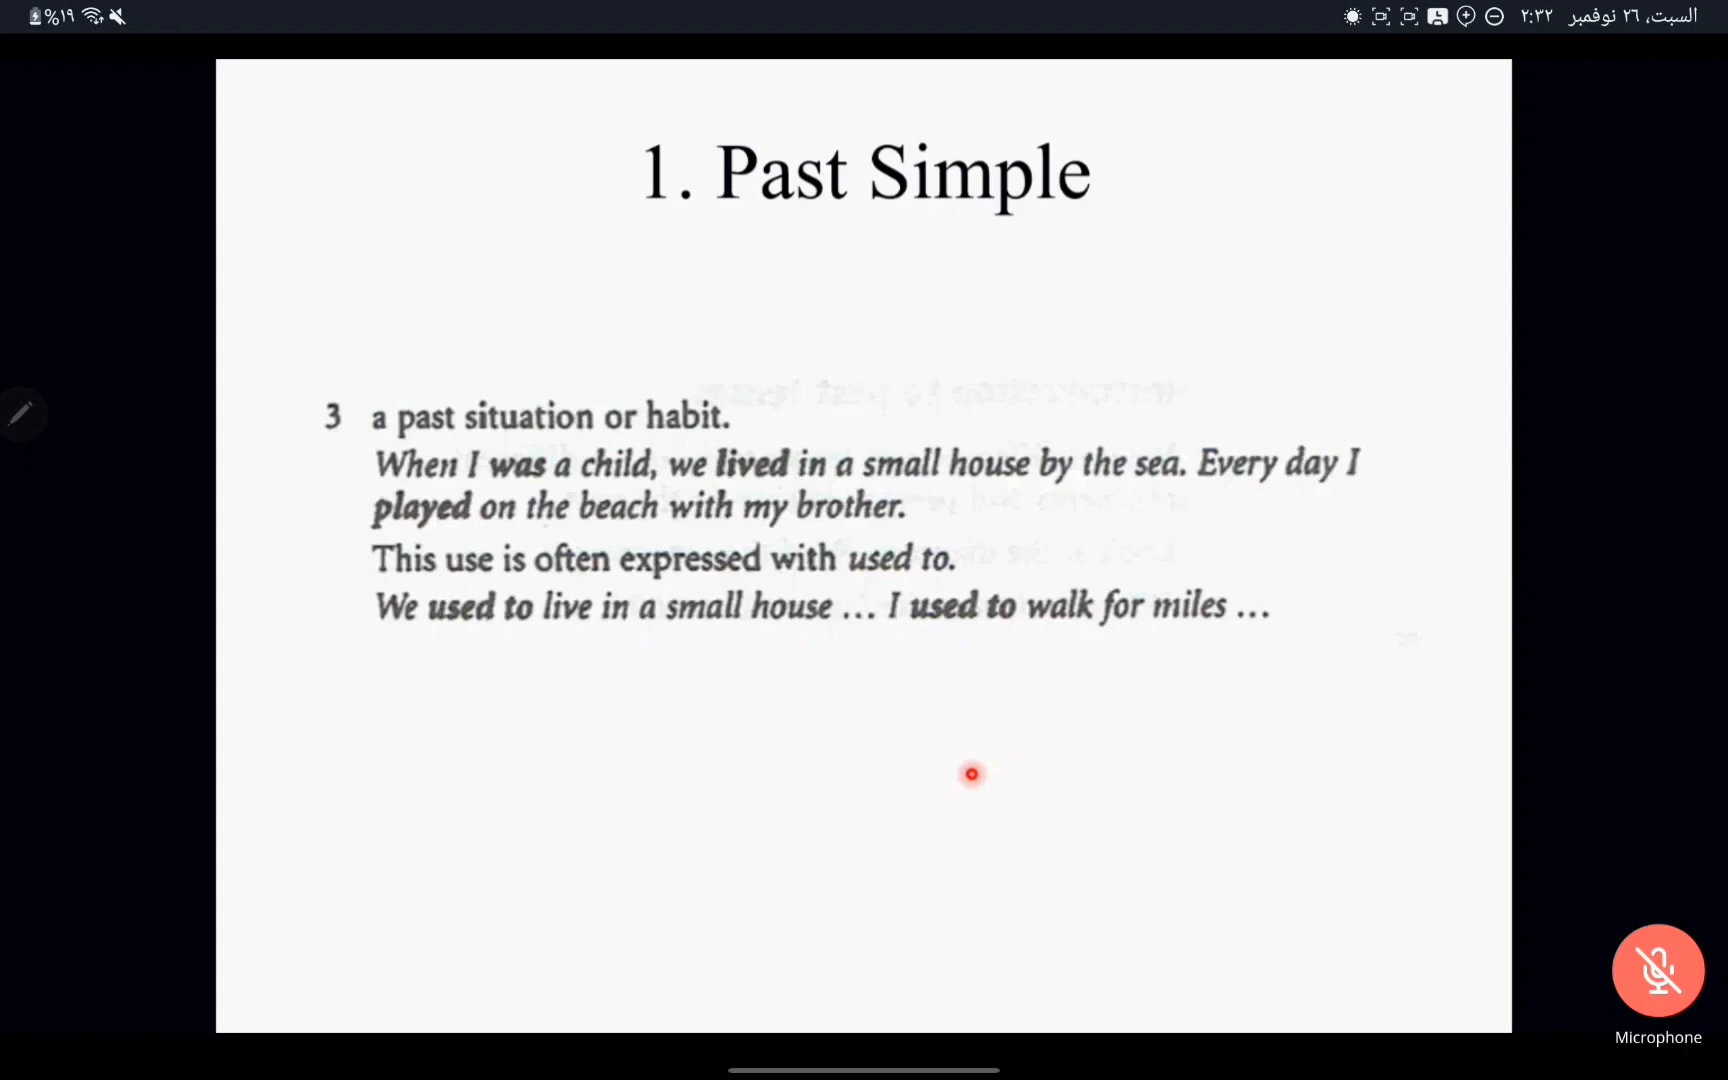 %١٩
٢:٣٢ السبت، ٢٦ نوفمبر
1. Past Simple
3 a past situation or habit.
When I was a child, we lived in a small house by the sea. Every day I
played on the beach with my brother.
This use is often expressed with used to.
We used to live in a small house ... I used to walk for miles ...
Microphone